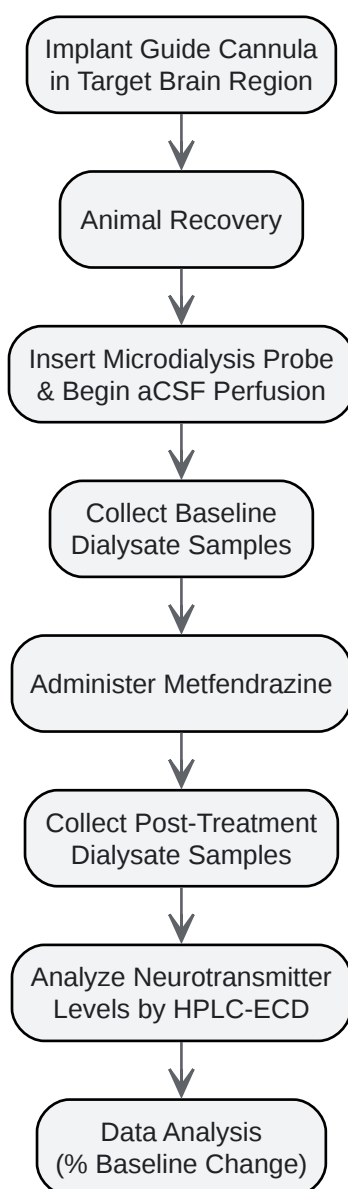 Implant Guide Cannula
in Target Brain Region
Animal Recovery
Insert Microdialysis Probe
& Begin aCSF Perfusion
Collect Baseline
Dialysate Samples
Administer Metfendrazine
Collect Post-Treatment
Dialysate Samples
Analyze Neurotransmitter
Levels by HPLC-ECD
Data Analysis
(% Baseline Change)